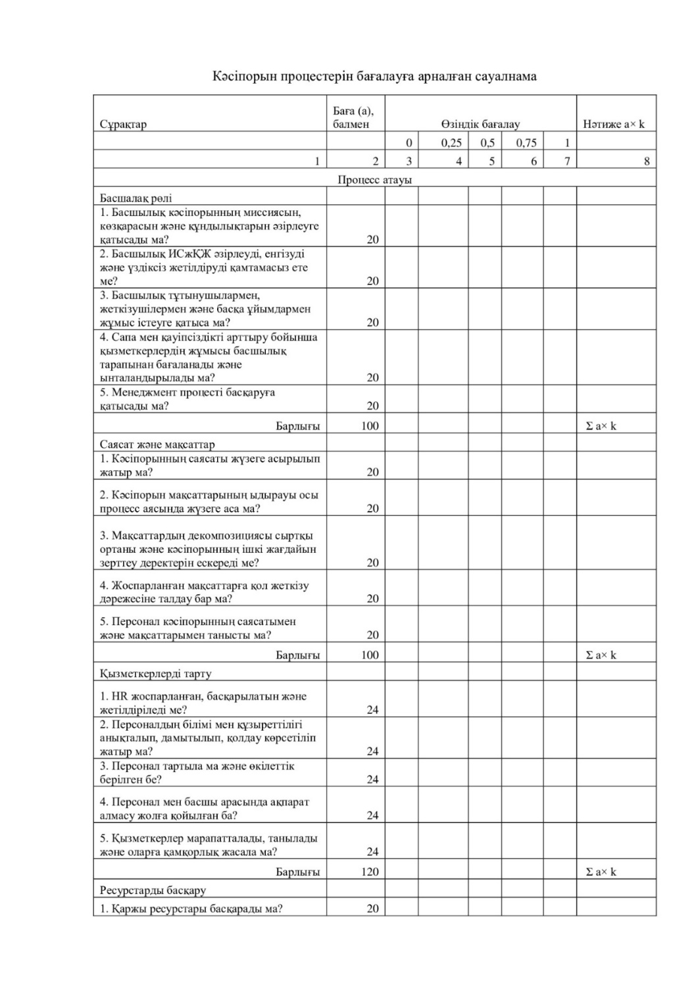 Кәсіпорын процестерін бағалауға арналған сауалнама
Сұрақтар
Баға (a),
балмен
Өзіндік бағалау
Нәтиже a× k
0 0,25 0,5 0,75 1
1 2 3 4 5 6 7 8
Процесс атауы
Басшалақ рөлі
1. Басшылық кәсіпорынның миссиясын,
көзқарасын және құндылықтарын әзірлеуге
қатысады ма? 20
2. Басшылық ИСжҚЖ әзірлеуді, енгізуді
және үздіксіз жетілдіруді қамтамасыз ете
ме? 20
3. Басшылық тұтынушылармен,
жеткізушілермен және басқа ұйымдармен
жұмыс істеуге қатыса ма? 20
4. Сапа мен қауіпсіздікті арттыру бойынша
қызметкерлердің жұмысы басшылық
тарапынан бағаланады және
ынталандырылады ма? 20
5. Менеджмент процесті басқаруға
қатысады ма? 20
Барлығы 100 Σ a× k
Саясат және мақсаттар
1. Кәсіпорынның саясаты жүзеге асырылып
жатыр ма? 20
2. Кәсіпорын мақсаттарының ыдырауы осы
процесс аясында жүзеге аса ма? 20
3. Мақсаттардың декомпозициясы сыртқы
ортаны және кәсіпорынның ішкі жағдайын
зерттеу деректерін ескереді ме? 20
4. Жоспарланған мақсаттарға қол жеткізу
дәрежесіне талдау бар ма? 20
5. Персонал кәсіпорынның саясатымен
және мақсаттарымен танысты ма? 20
Барлығы 100 Σ a× k
Қызметкерлерді тарту
1. HR жоспарланған, басқарылатын және
жетілдіріледі ме? 24
2. Персоналдың білімі мен құзыреттілігі
анықталып, дамытылып, қолдау көрсетіліп
жатыр ма? 24
3. Персонал тартыла ма және өкілеттік
берілген бе? 24
4. Персонал мен басшы арасында ақпарат
алмасу жолға қойылған ба? 24
5. Қызметкерлер марапатталады, танылады
және оларға қамқорлық жасала ма? 24
Барлығы 120 Σ a× k
Ресурстарды басқару
1. Қаржы ресурстары басқарады ма? 20